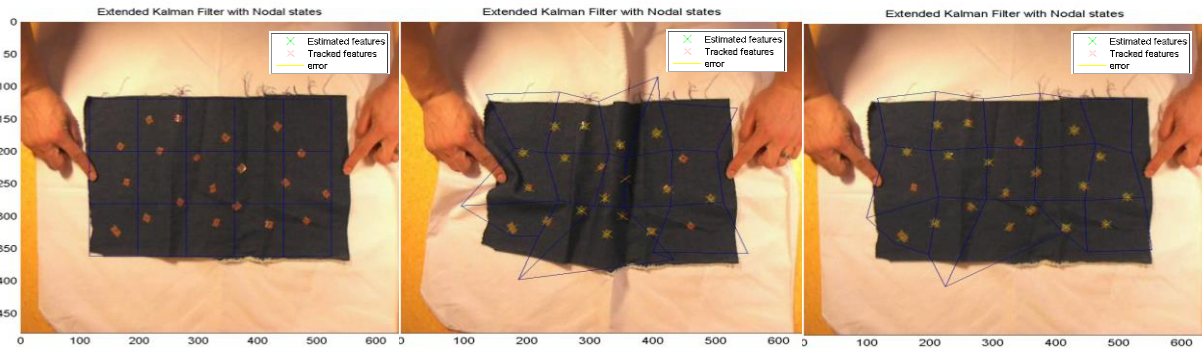 Extended Kalman Filter with Nodal states
Estimated features
Tracked features
error
0
50
100
150
200
250
300
350
400
450
0 100 200 300 400 500 600
Extended Kalman Filter with Nodal states
Estimated features
Tracked features
error
0 100 200 300 400 500 600
Extended Kalman Filter with Nodal states
Estimated features
Tracked features
error
0 100 200 300 400 500 600